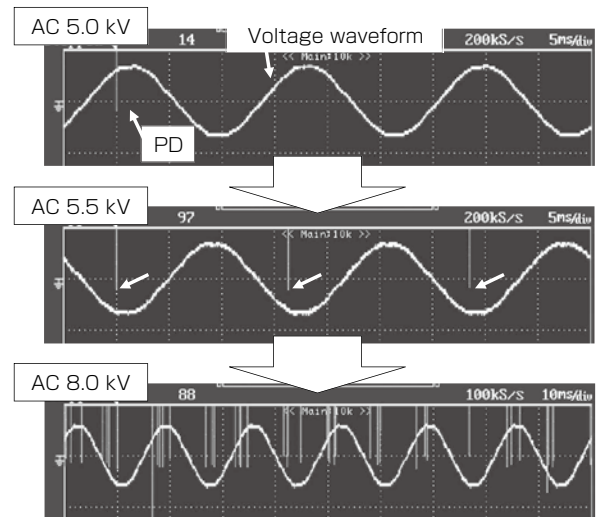 AC 5.0 kV
14
Voltage waveform
200kS/s 5ms/div
<< Main:10k >>
PD
AC 5.5 kV
97
200kS/s 5ms/div
<< Main:10k >>
AC 8.0 kV
88
100kS/s 10ms/div
<< Main:10k >>